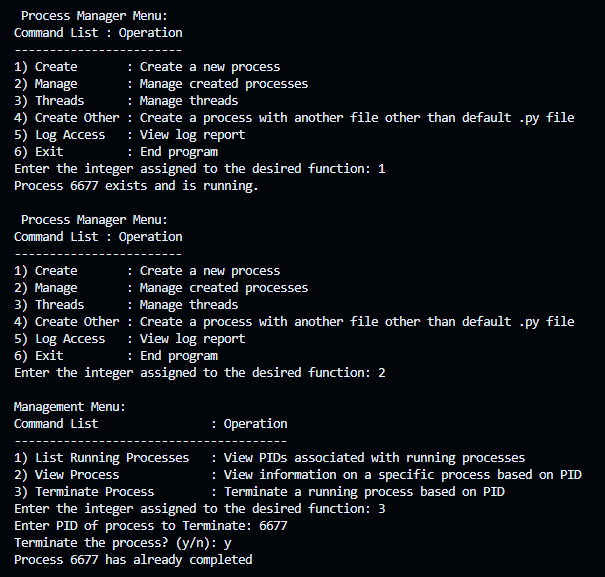 Process Manager Menu:
Command List : Operation
------------------------
1) Create       : Create a new process
2) Manage       : Manage created processes
3) Threads      : Manage threads
4) Create Other : Create a process with another file other than default .py file
5) Log Access   : View log report
6) Exit         : End program
Enter the integer assigned to the desired function: 1
Process 6677 exists and is running.

Process Manager Menu:
Command List : Operation
------------------------
1) Create       : Create a new process
2) Manage       : Manage created processes
3) Threads      : Manage threads
4) Create Other : Create a process with another file other than default .py file
5) Log Access   : View log report
6) Exit         : End program
Enter the integer assigned to the desired function: 2

Management Menu:
Command List            : Operation
---------------------------------------
1) List Running Processes   : View PIDs associated with running processes
2) View Process             : View information on a specific process based on PID
3) Terminate Process        : Terminate a running process based on PID
Enter the integer assigned to the desired function: 3
Enter PID of process to Terminate: 6677
Terminate the process? (y/n): y
Process 6677 has already completed